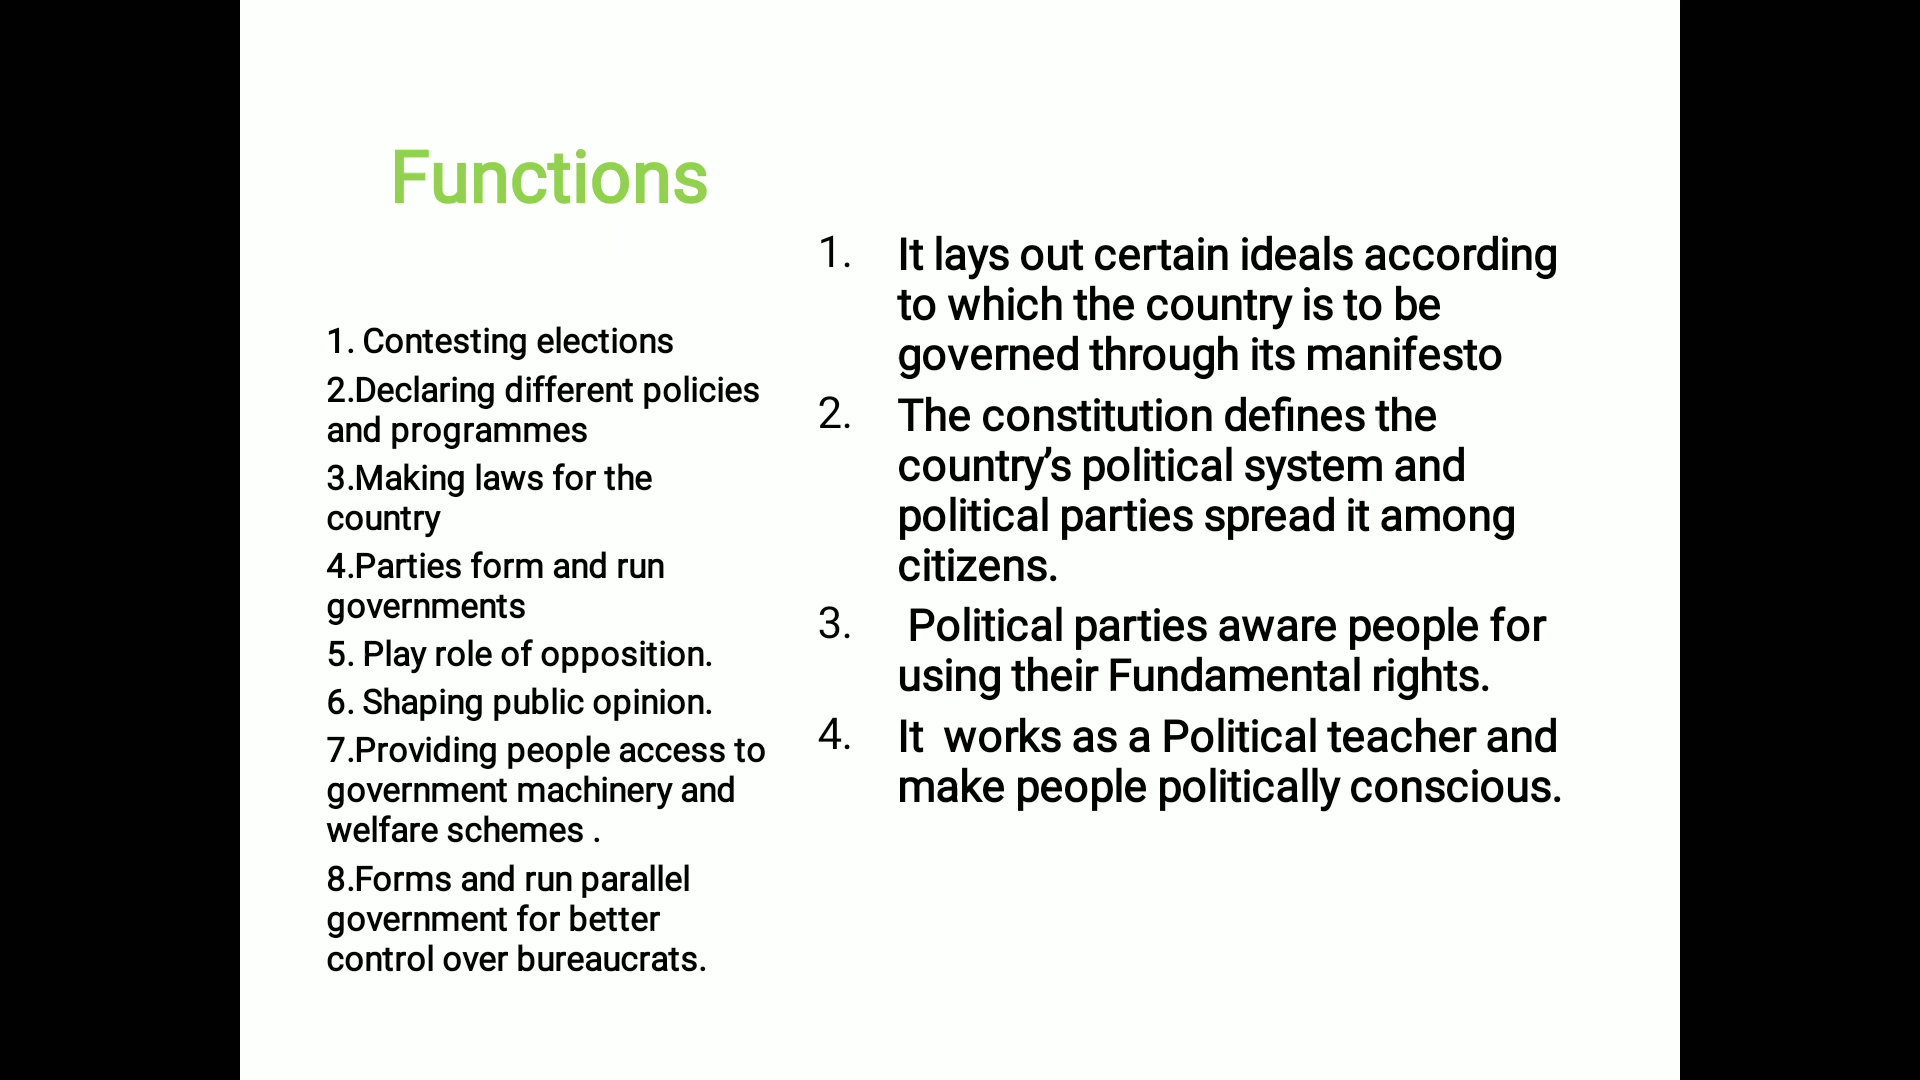 Functions
1. Contesting elections
2.Declaring different policies
and programmes
3.Making laws for the
country
4.Parties form and run
governments
5. Play role of opposition.
6. Shaping public opinion.
7.Providing people access to
government machinery and
welfare schemes .
8.Forms and run parallel
government for better
control over bureaucrats.
1. It lays out certain ideals according
to which the country is to be
governed through its manifesto
2. The constitution defines the
country’s political system and
political parties spread it among
citizens.
3. Political parties aware people for
using their Fundamental rights.
4. It works as a Political teacher and
make people politically conscious.